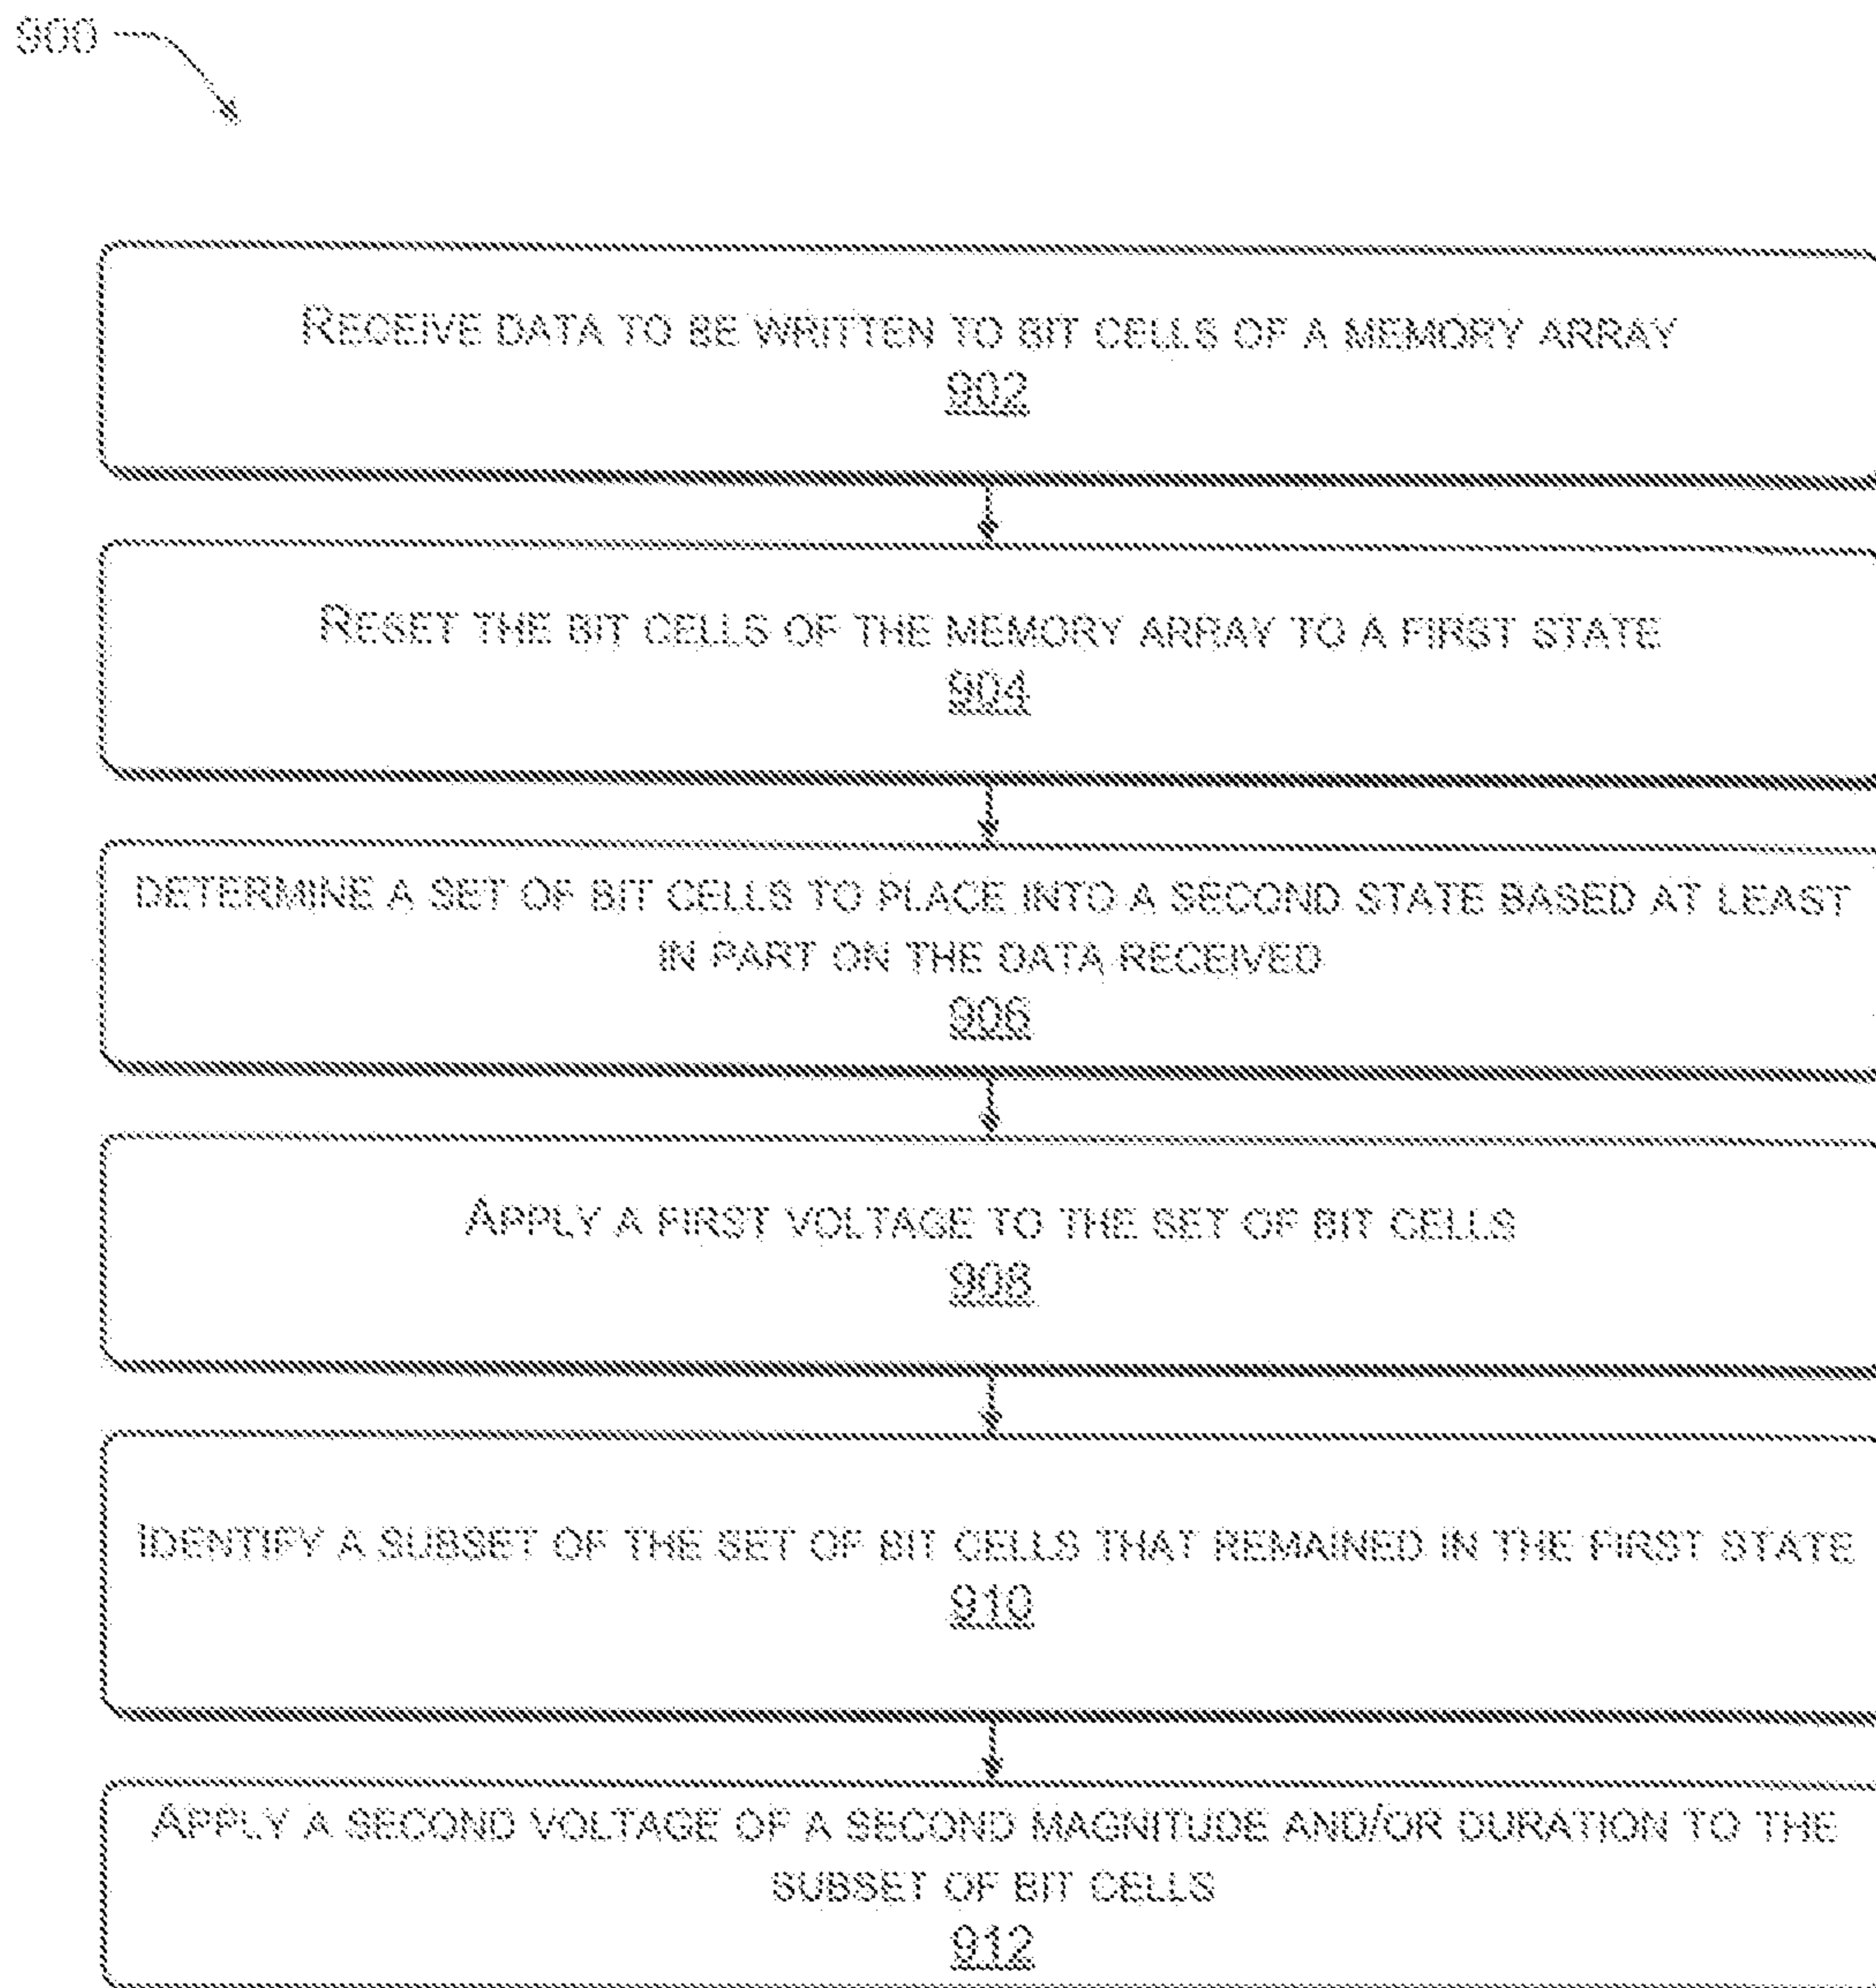 900
RECEIVE DATA TO BE WRITTEN TO BIT CELLS OF A MEMORY ARRAY
902
RESET THE BIT CELLS OF THE MEMORY ARRAY TO A FIRST STATE
904
DETERMINE A SET OF BIT CELLS TO PLACE INTO A SECOND STATE BASED AT LEAST
IN PART ON THE DATA RECEIVED
906
APPLY A FIRST VOLTAGE TO THE SET OF BIT CELLS
908
IDENTIFY A SUBSET OF THE SET OF BIT CELLS THAT REMAINED IN THE FIRST STATE
910
APPLY A SECOND VOLTAGE OF A SECOND MAGNITUDE AND/OR DURATION TO THE
SUBSET OF BIT CELLS
912